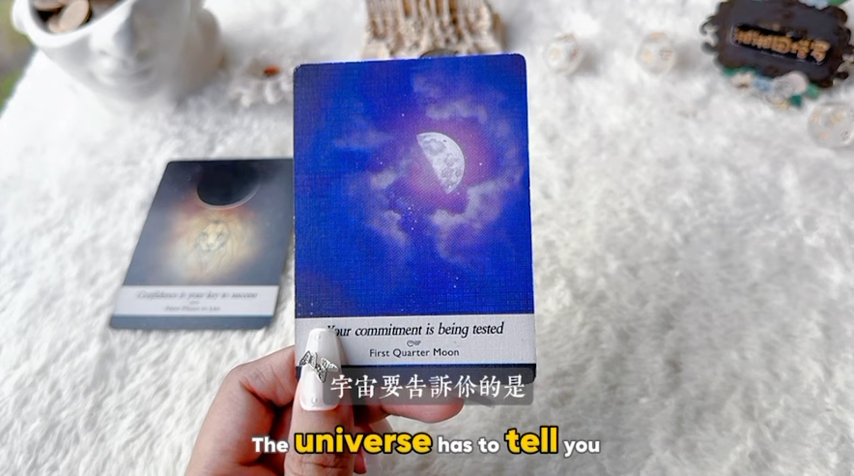 Confidence is your key to success
Your commitment is being tested
First Quarter Moon
宇宙要告訴你的是
The universe has to tell you